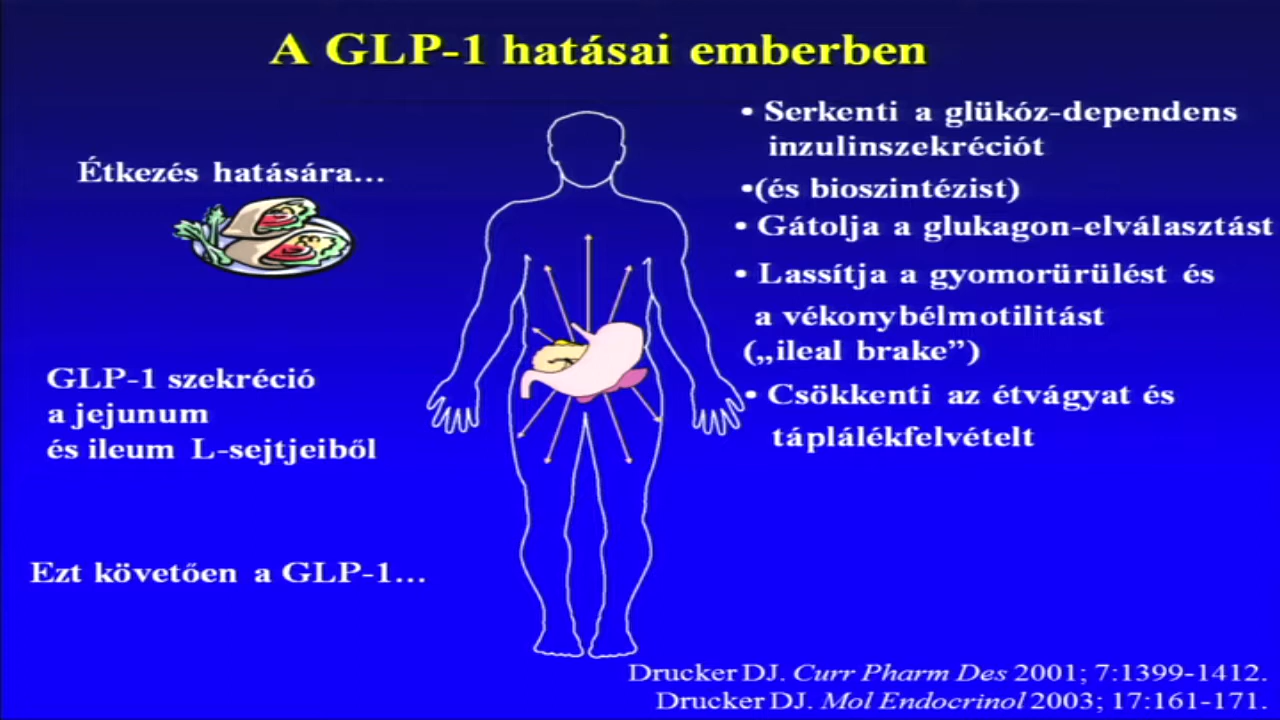 A GLP-1 hatásai emberben
Étkezés hatására...
GLP-1 szekréció
a jejunum
és ileum L-sejtjeiből
Ezt követően a GLP-1...
• Serkenti a glükóz-dependens
inzulinszekréciót
•(és bioszintézist)
• Gátolja a glukagon-elválasztást
• Lassítja a gyomorürülést és
a vékonybélmotilitást
(„ileal brake”)
• Csökkenti az étvágyat és
táplálékfelvételt
Drucker DJ. Curr Pharm Des 2001; 7:1399-1412.
Drucker DJ. Mol Endocrinol 2003; 17:161-171.